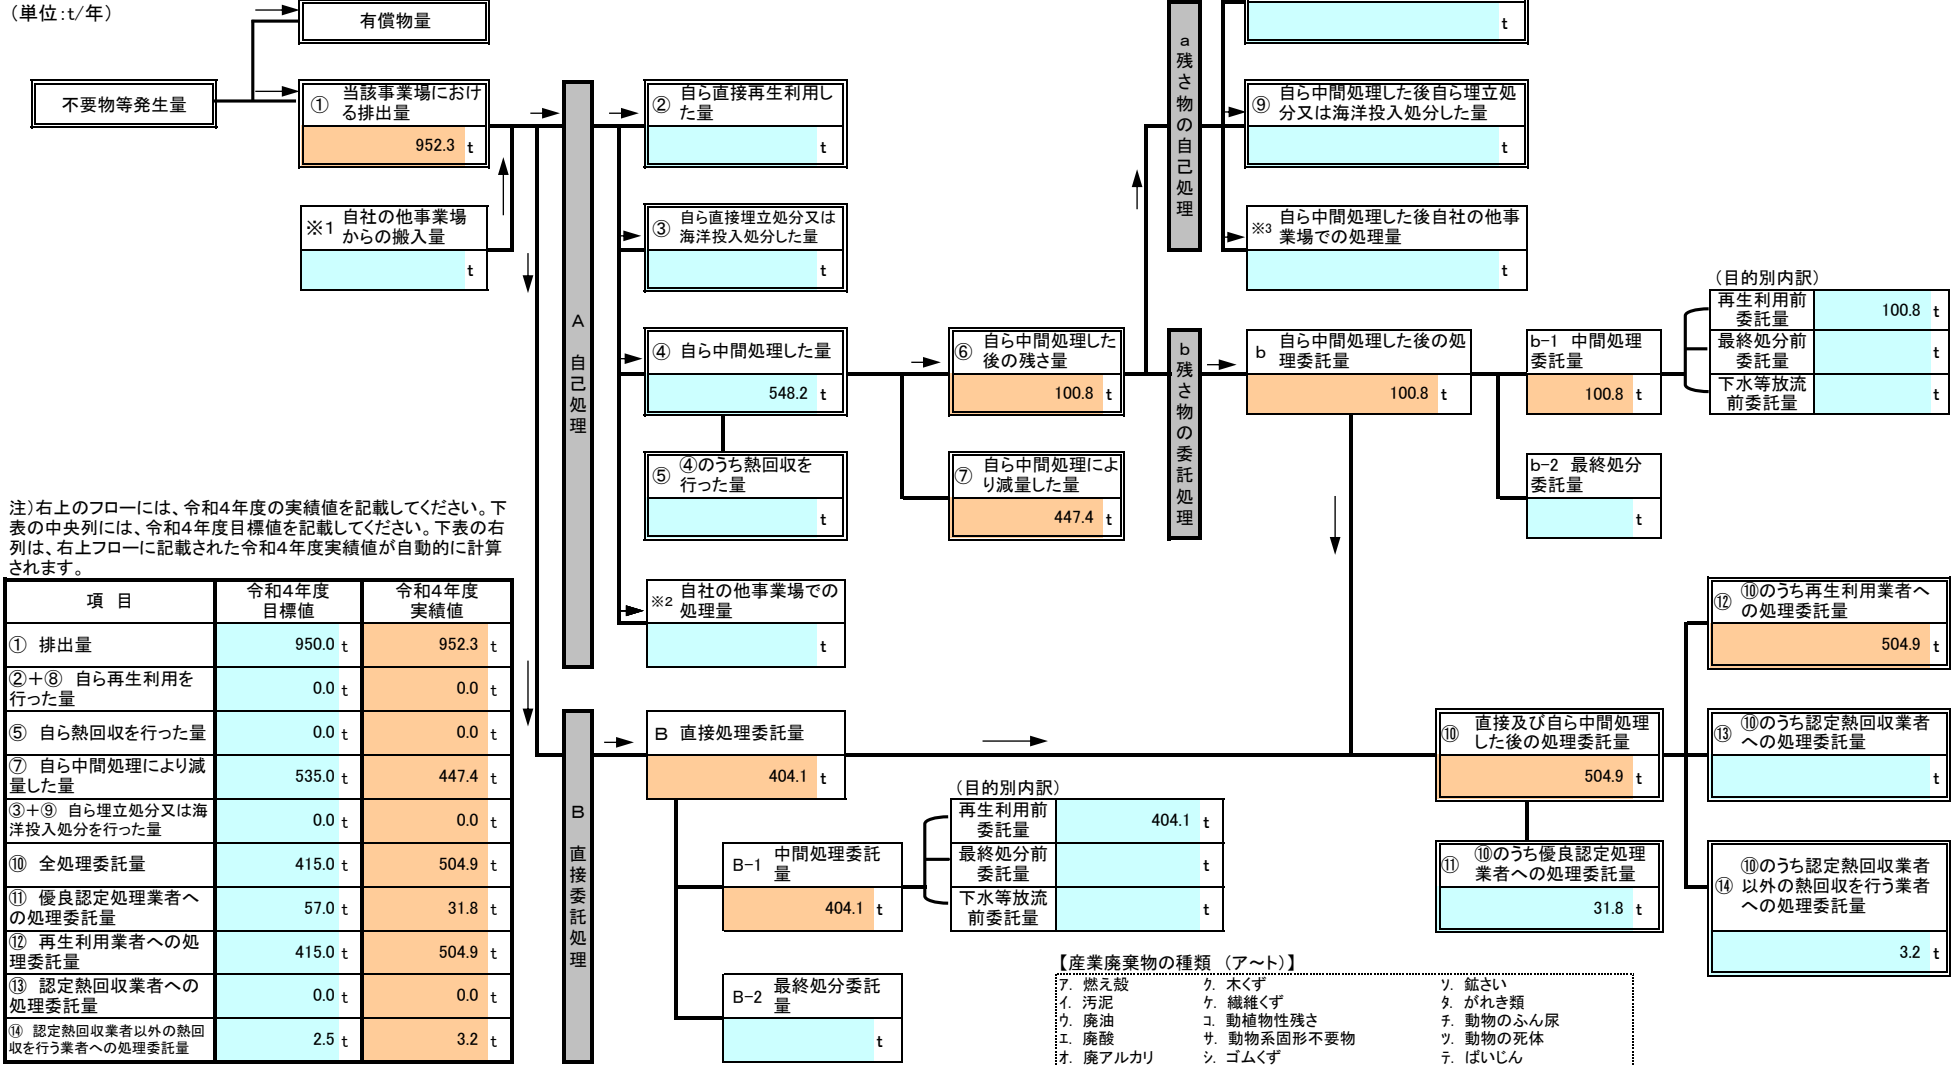 （単位：t/年）
有償物量
不要物等発生量
① 当該事業場におけ
る排出量
952.3 t
※1 自社の他事業場
からの搬入量
t
A 自己処理
② 自ら直接再生利用し
た量
t
③ 自ら直接埋立処分又は
海洋投入処分した量
t
④ 自ら中間処理した量
548.2 t
⑤ ④のうち熱回収を
行った量
t
※2 自社の他事業場での
処理量
t
⑥ 自ら中間処理した
後の残さ量
100.8 t
⑦ 自ら中間処理によ
り減量した量
447.4 t
a 残さ物の自己処理
t
⑨ 自ら中間処理した後自ら埋立処
分又は海洋投入処分した量
t
※3 自ら中間処理した後自社の他事
業場での処理量
t
b 残さ物の委託処理
b 自ら中間処理した後の処
理委託量
100.8 t
b-1 中間処理
委託量
100.8 t
b-2 最終処分
委託量
t
（目的別内訳）
再生利用前
委託量
100.8 t
最終処分前
委託量
t
下水等放流
前委託量
t
注）右上のフローには、令和４年度の実績値を記載してください。下
表の中央列には、令和４年度目標値を記載してください。下表の右
列は、右上フローに記載された令和４年度実績値が自動的に計算
されます。
項 目 令和４年度
目標値 令和４年度
実績値
① 排出量 950.0 t 952.3 t
②＋⑧ 自ら再生利用を
行った量 0.0 t 0.0 t
⑤ 自ら熱回収を行った量 0.0 t 0.0 t
⑦ 自ら中間処理により減
量した量 535.0 t 447.4 t
③＋⑨ 自ら埋立処分又は海
洋投入処分を行った量 0.0 t 0.0 t
⑩ 全処理委託量 415.0 t 504.9 t
⑪ 優良認定処理業者へ
の処理委託量 57.0 t 31.8 t
⑫ 再生利用業者への処
理委託量 415.0 t 504.9 t
⑬ 認定熱回収業者への
処理委託量 0.0 t 0.0 t
⑭ 認定熱回収業者以外の熱回
収を行う業者への処理委託量 2.5 t 3.2 t
B 直接委託処理
B 直接処理委託量
404.1 t
B-1 中間処理委託
量
404.1 t
B-2 最終処分委託
量
t
（目的別内訳）
再生利用前
委託量
404.1 t
最終処分前
委託量
t
下水等放流
前委託量
t
⑩ 直接及び自ら中間処理
した後の処理委託量
504.9 t
⑪ ⑩のうち優良認定処理
業者への処理委託量
31.8 t
⑫ ⑩のうち再生利用業者へ
の処理委託量
504.9 t
⑬ ⑩のうち認定熱回収業者
への処理委託量
t
⑭ ⑩のうち認定熱回収業者
以外の熱回収を行う業者
への処理委託量
3.2 t
【産業廃棄物の種類 （ア～ト）】
ア. 燃え殻 ク. 木くず ソ. 鉱さい
イ. 汚泥 ケ. 繊維くず タ. がれき類
ウ. 廃油 コ. 動植物性残さ チ. 動物のふん尿
エ. 廃酸 サ. 動物系固形不要物 ツ. 動物の死体
オ. 廃アルカリ シ. ゴムくず テ. ばいじん